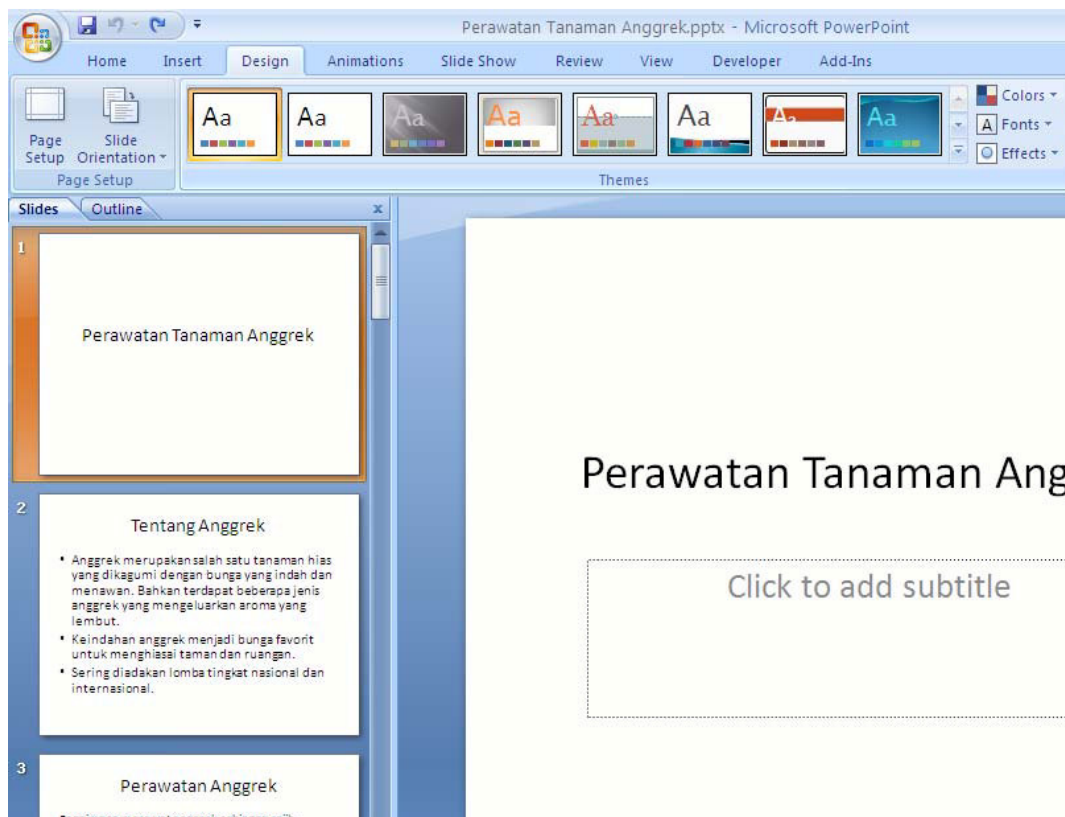 Perawatan Tanaman Anggrek.pptx - Microsoft PowerPoint
Home Insert Design Animations Slide Show Review View Developer Add-Ins
Page Setup
Slide Orientation
Aa Aa Aa Aa Aa Aa Aa Aa
Colors
A Fonts
Effects
Page Setup
Themes
Slides Outline x
1
Perawatan Tanaman Anggrek
2
Tentang Anggrek
• Anggrek merupakan salah satu tanaman hias
yang dikagumi dengan bunga yang indah dan
menawan. Bahkan terdapat beberapa jenis
anggrek yang mengeluarkan aroma yang
lembut.
• Keindahan anggrek menjadi bunga favorit
untuk menghiasai taman dan ruangan.
• Sering diadakan lomba tingkat nasional dan
internasional.
3
Perawatan Anggrek
Perawatan Tanaman Ang
Click to add subtitle